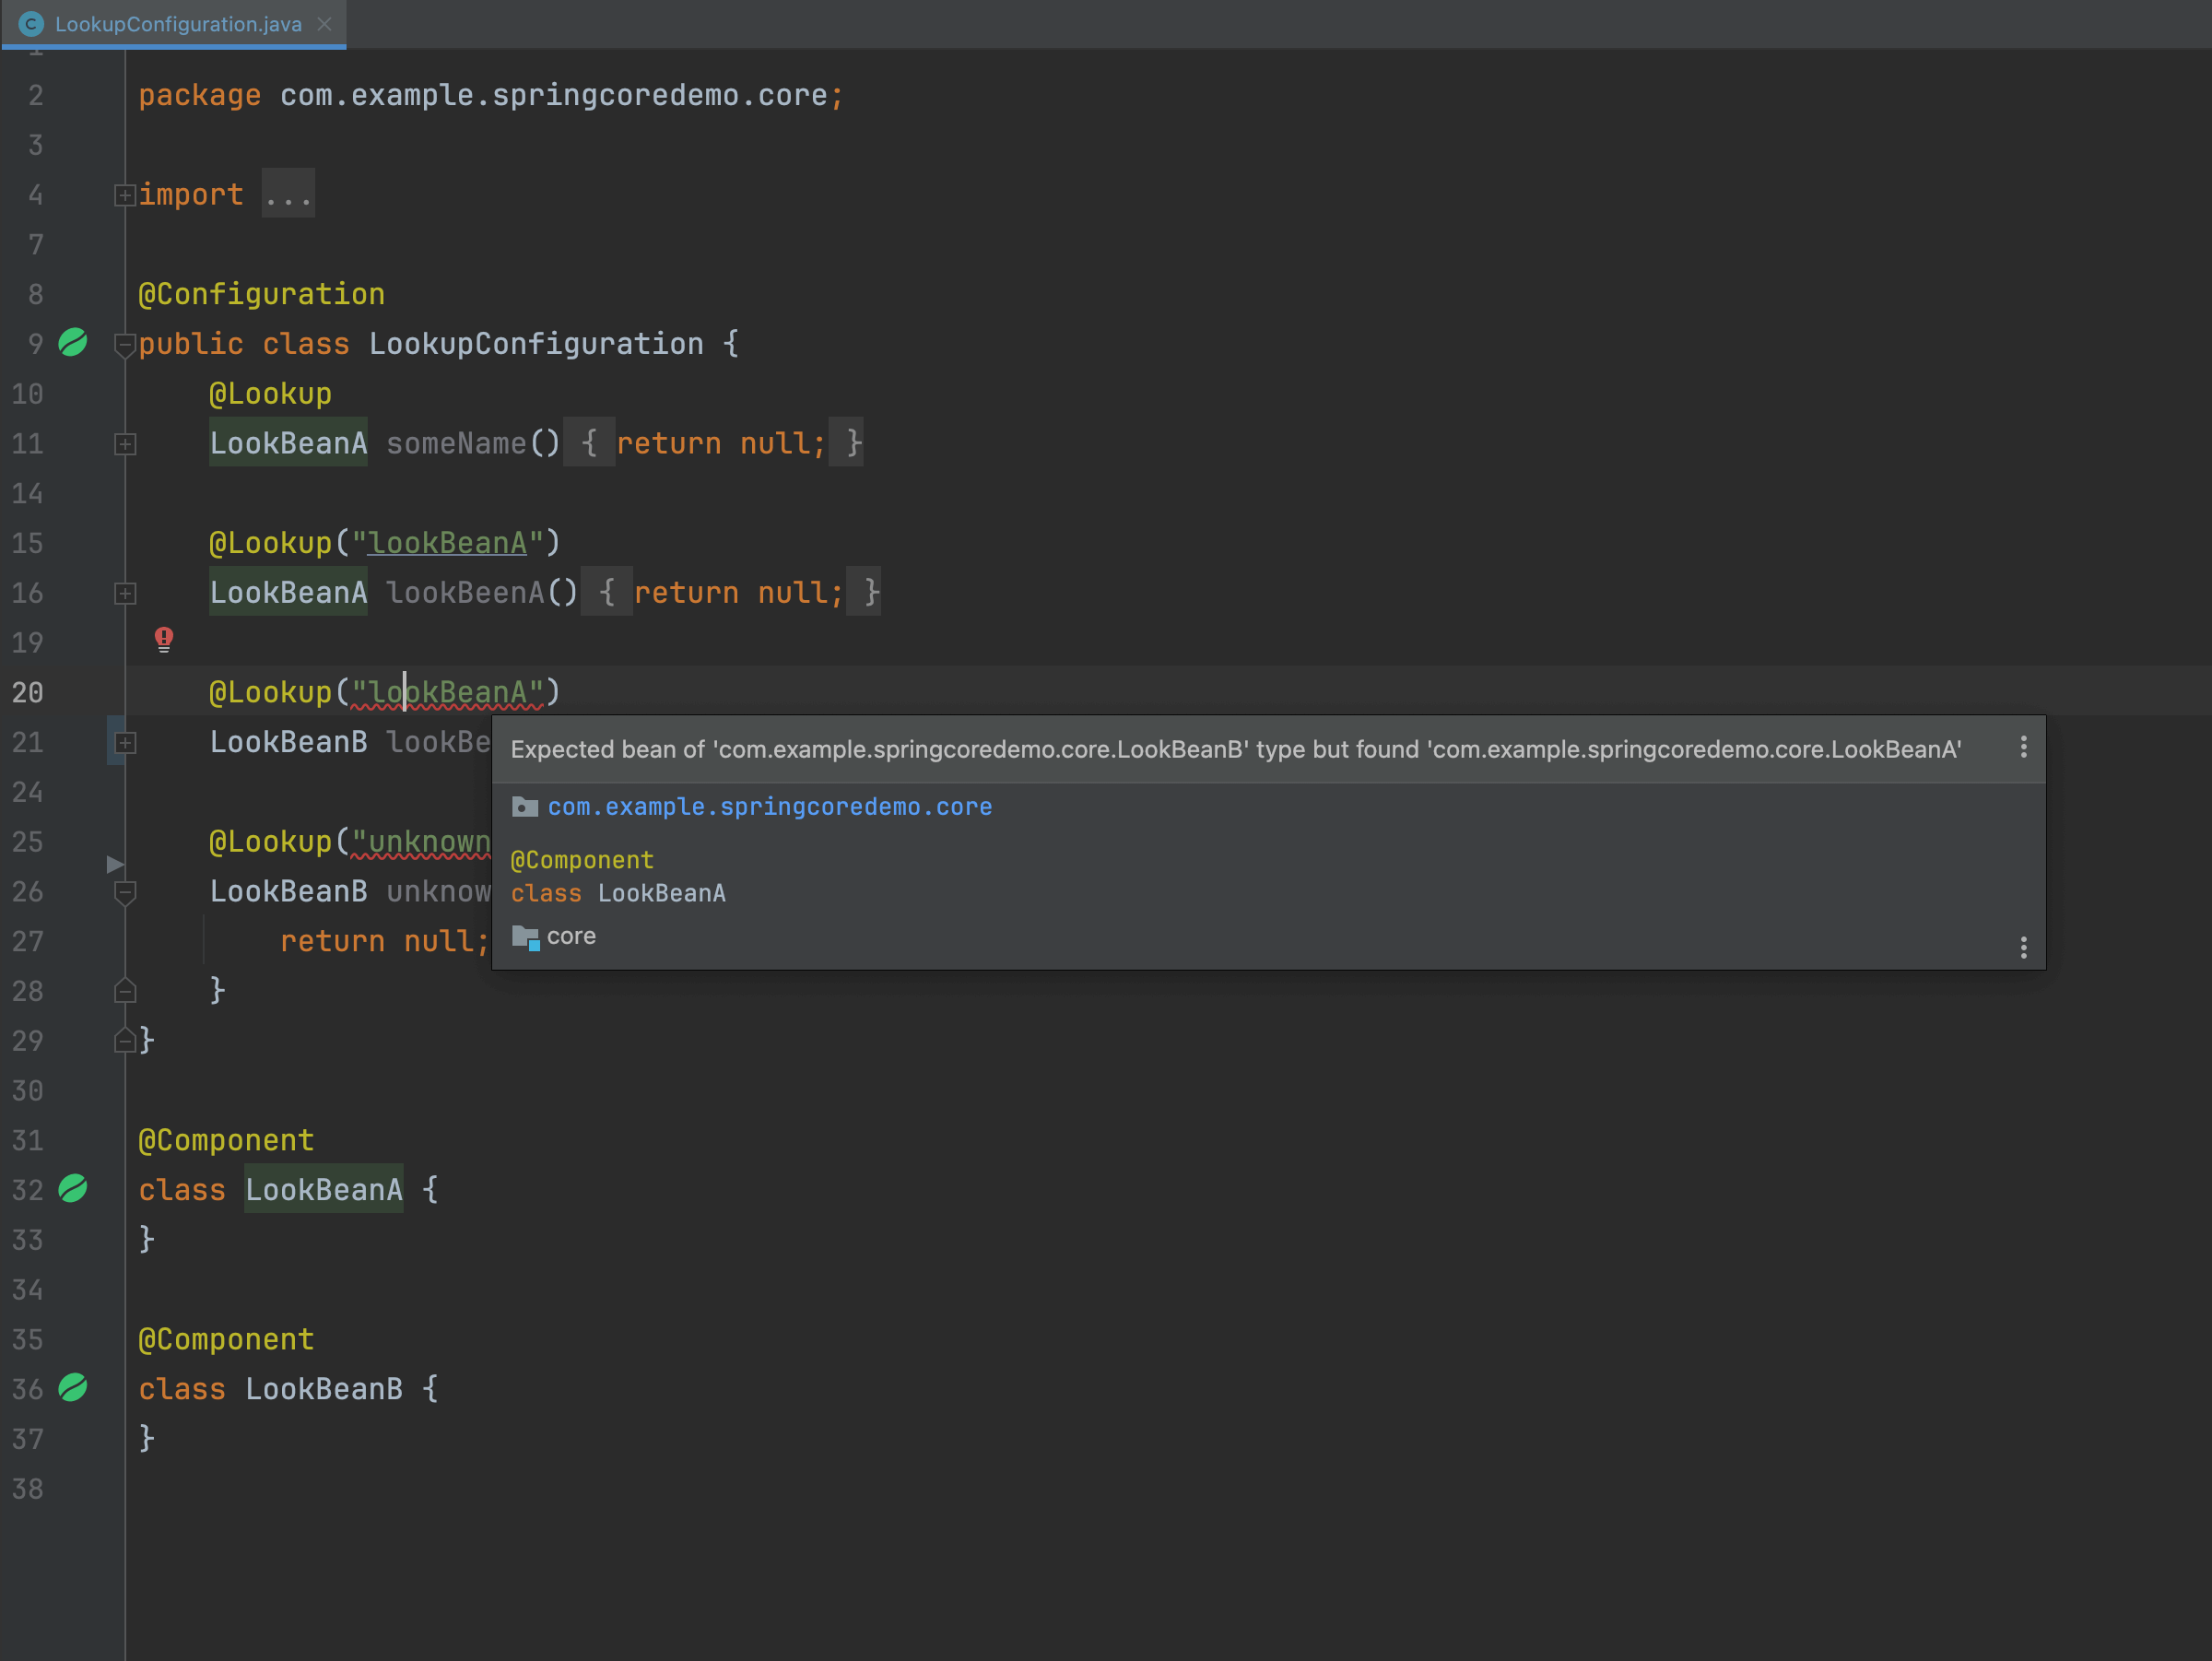 LookupConfiguration.java
2 package com.example.springcoredemo.core;
3
4 import ...
7
8 @Configuration
9 public class LookupConfiguration {
10 @Lookup
11 LookBeanA someName() { return null; }
14
15 @Lookup("lookBeanA")
16 LookBeanA lookBeenA() { return null; }
19
20 @Lookup("lookBeanA")
21 LookBeanB lookBe
Expected bean of 'com.example.springcoredemo.core.LookBeanB' type but found 'com.example.springcoredemo.core.LookBeanA'
com.example.springcoredemo.core
@Component
class LookBeanA
core
24
25 @Lookup("unknown
26 LookBeanB unknow
27 return null;
28 }
29 }
30
31 @Component
32 class LookBeanA {
33 }
34
35 @Component
36 class LookBeanB {
37 }
38